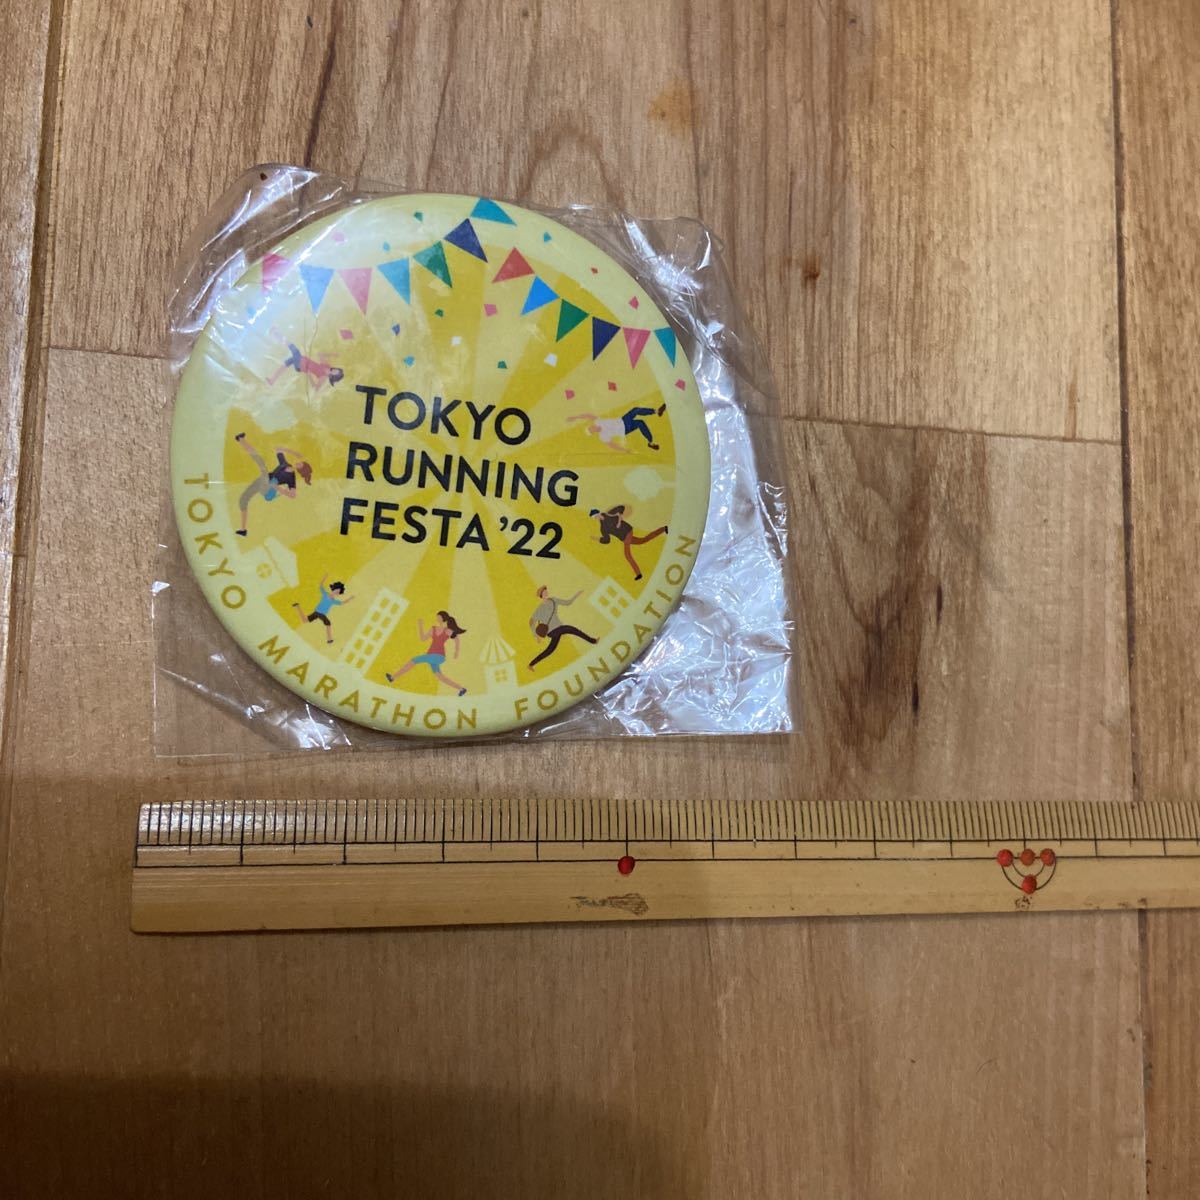 TOKYO
RUNNING
FESTA '22
TOKYO MARATHON FOUNDATION